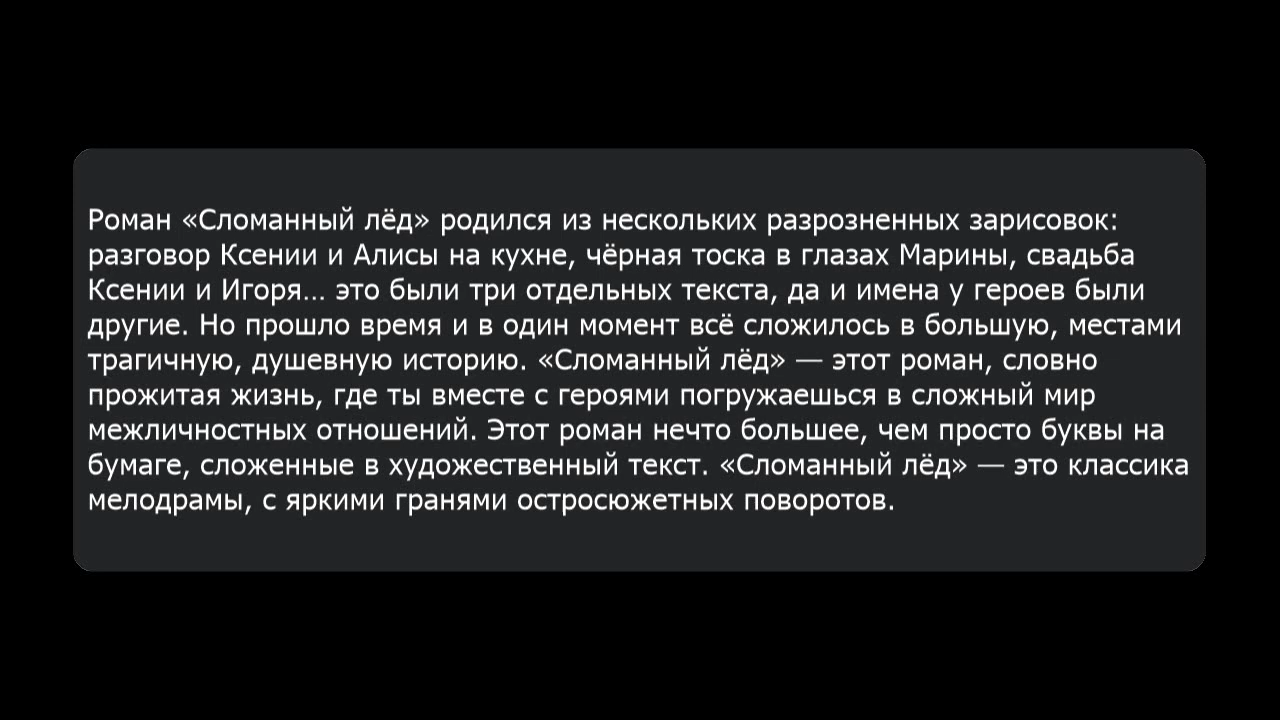 Роман «Сломанный лёд» родился из нескольких разрозненных зарисовок:
разговор Ксении и Алисы на кухне, чёрная тоска в глазах Марины, свадьба
Ксении и Игоря… это были три отдельных текста, да и имена у героев были
другие. Но прошло время и в один момент всё сложилось в большую, местами
трагичную, душевную историю. «Сломанный лёд» — этот роман, словно
прожитая жизнь, где ты вместе с героями погружаешься в сложный мир
межличностных отношений. Этот роман нечто большее, чем просто буквы на
бумаге, сложенные в художественный текст. «Сломанный лёд» — это классика
мелодрамы, с яркими гранями остросюжетных поворотов.